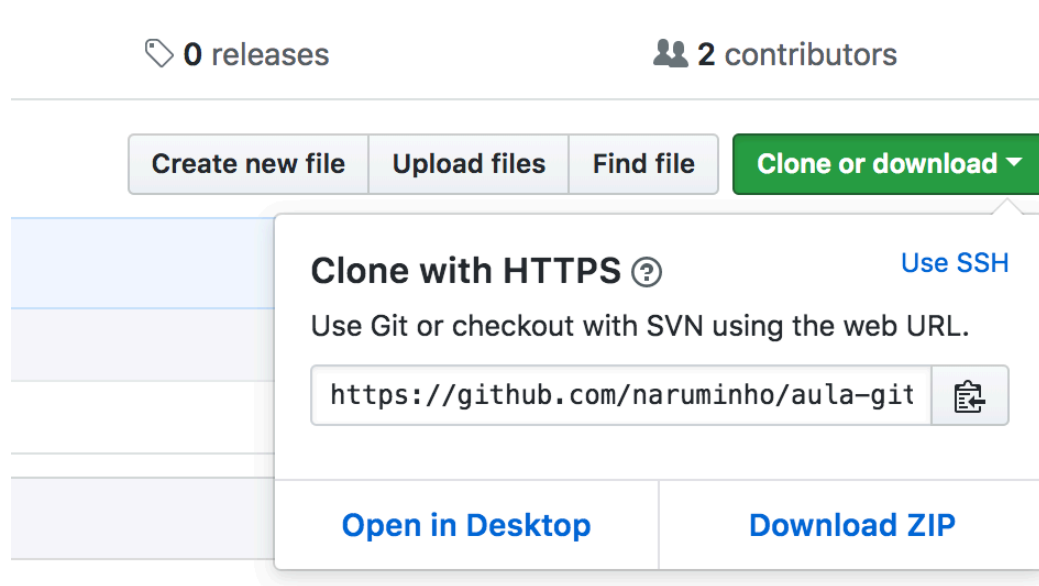 0 releases
2 contributors
Create new file
Upload files
Find file
Clone or download
Clone with HTTPS
Use SSH
Use Git or checkout with SVN using the web URL.
https://github.com/naruminho/aula-git
Open in Desktop
Download ZIP